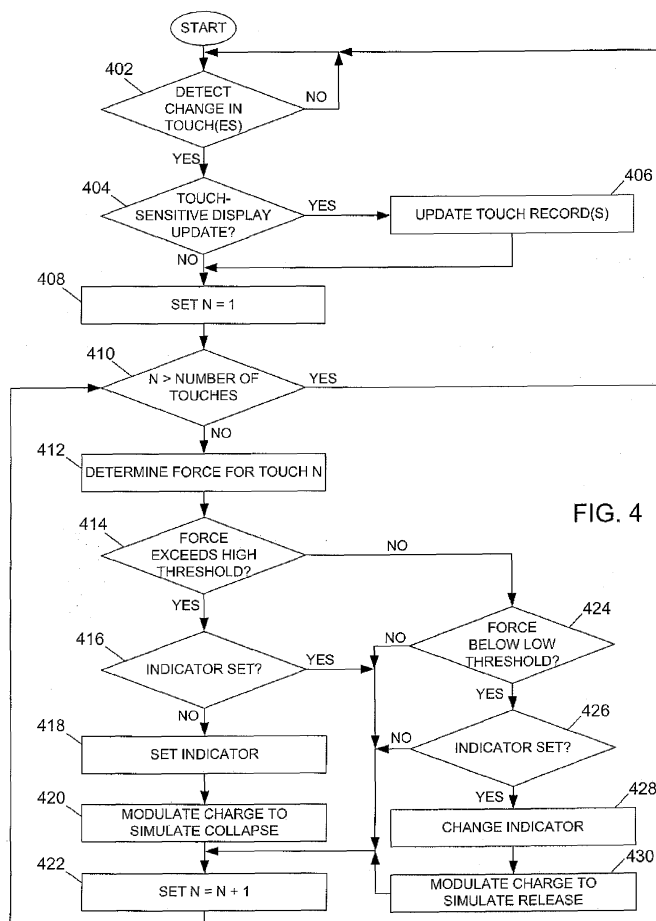 START
402
DETECT
CHANGE IN
TOUCH(ES)
NO
YES
404
TOUCH-
SENSITIVE DISPLAY
UPDATE?
YES
406
UPDATE TOUCH RECORD(S)
NO
408
SET N = 1
410
N > NUMBER OF
TOUCHES
YES
NO
412
DETERMINE FORCE FOR TOUCH N
FIG. 4
414
FORCE
EXCEEDS HIGH
THRESHOLD?
NO
YES
424
FORCE
BELOW LOW
THRESHOLD?
NO
YES
416
INDICATOR SET?
YES
NO
426
INDICATOR SET?
NO
YES
418
SET INDICATOR
428
CHANGE INDICATOR
420
MODULATE CHARGE TO
SIMULATE COLLAPSE
430
MODULATE CHARGE TO
SIMULATE RELEASE
422
SET N = N + 1